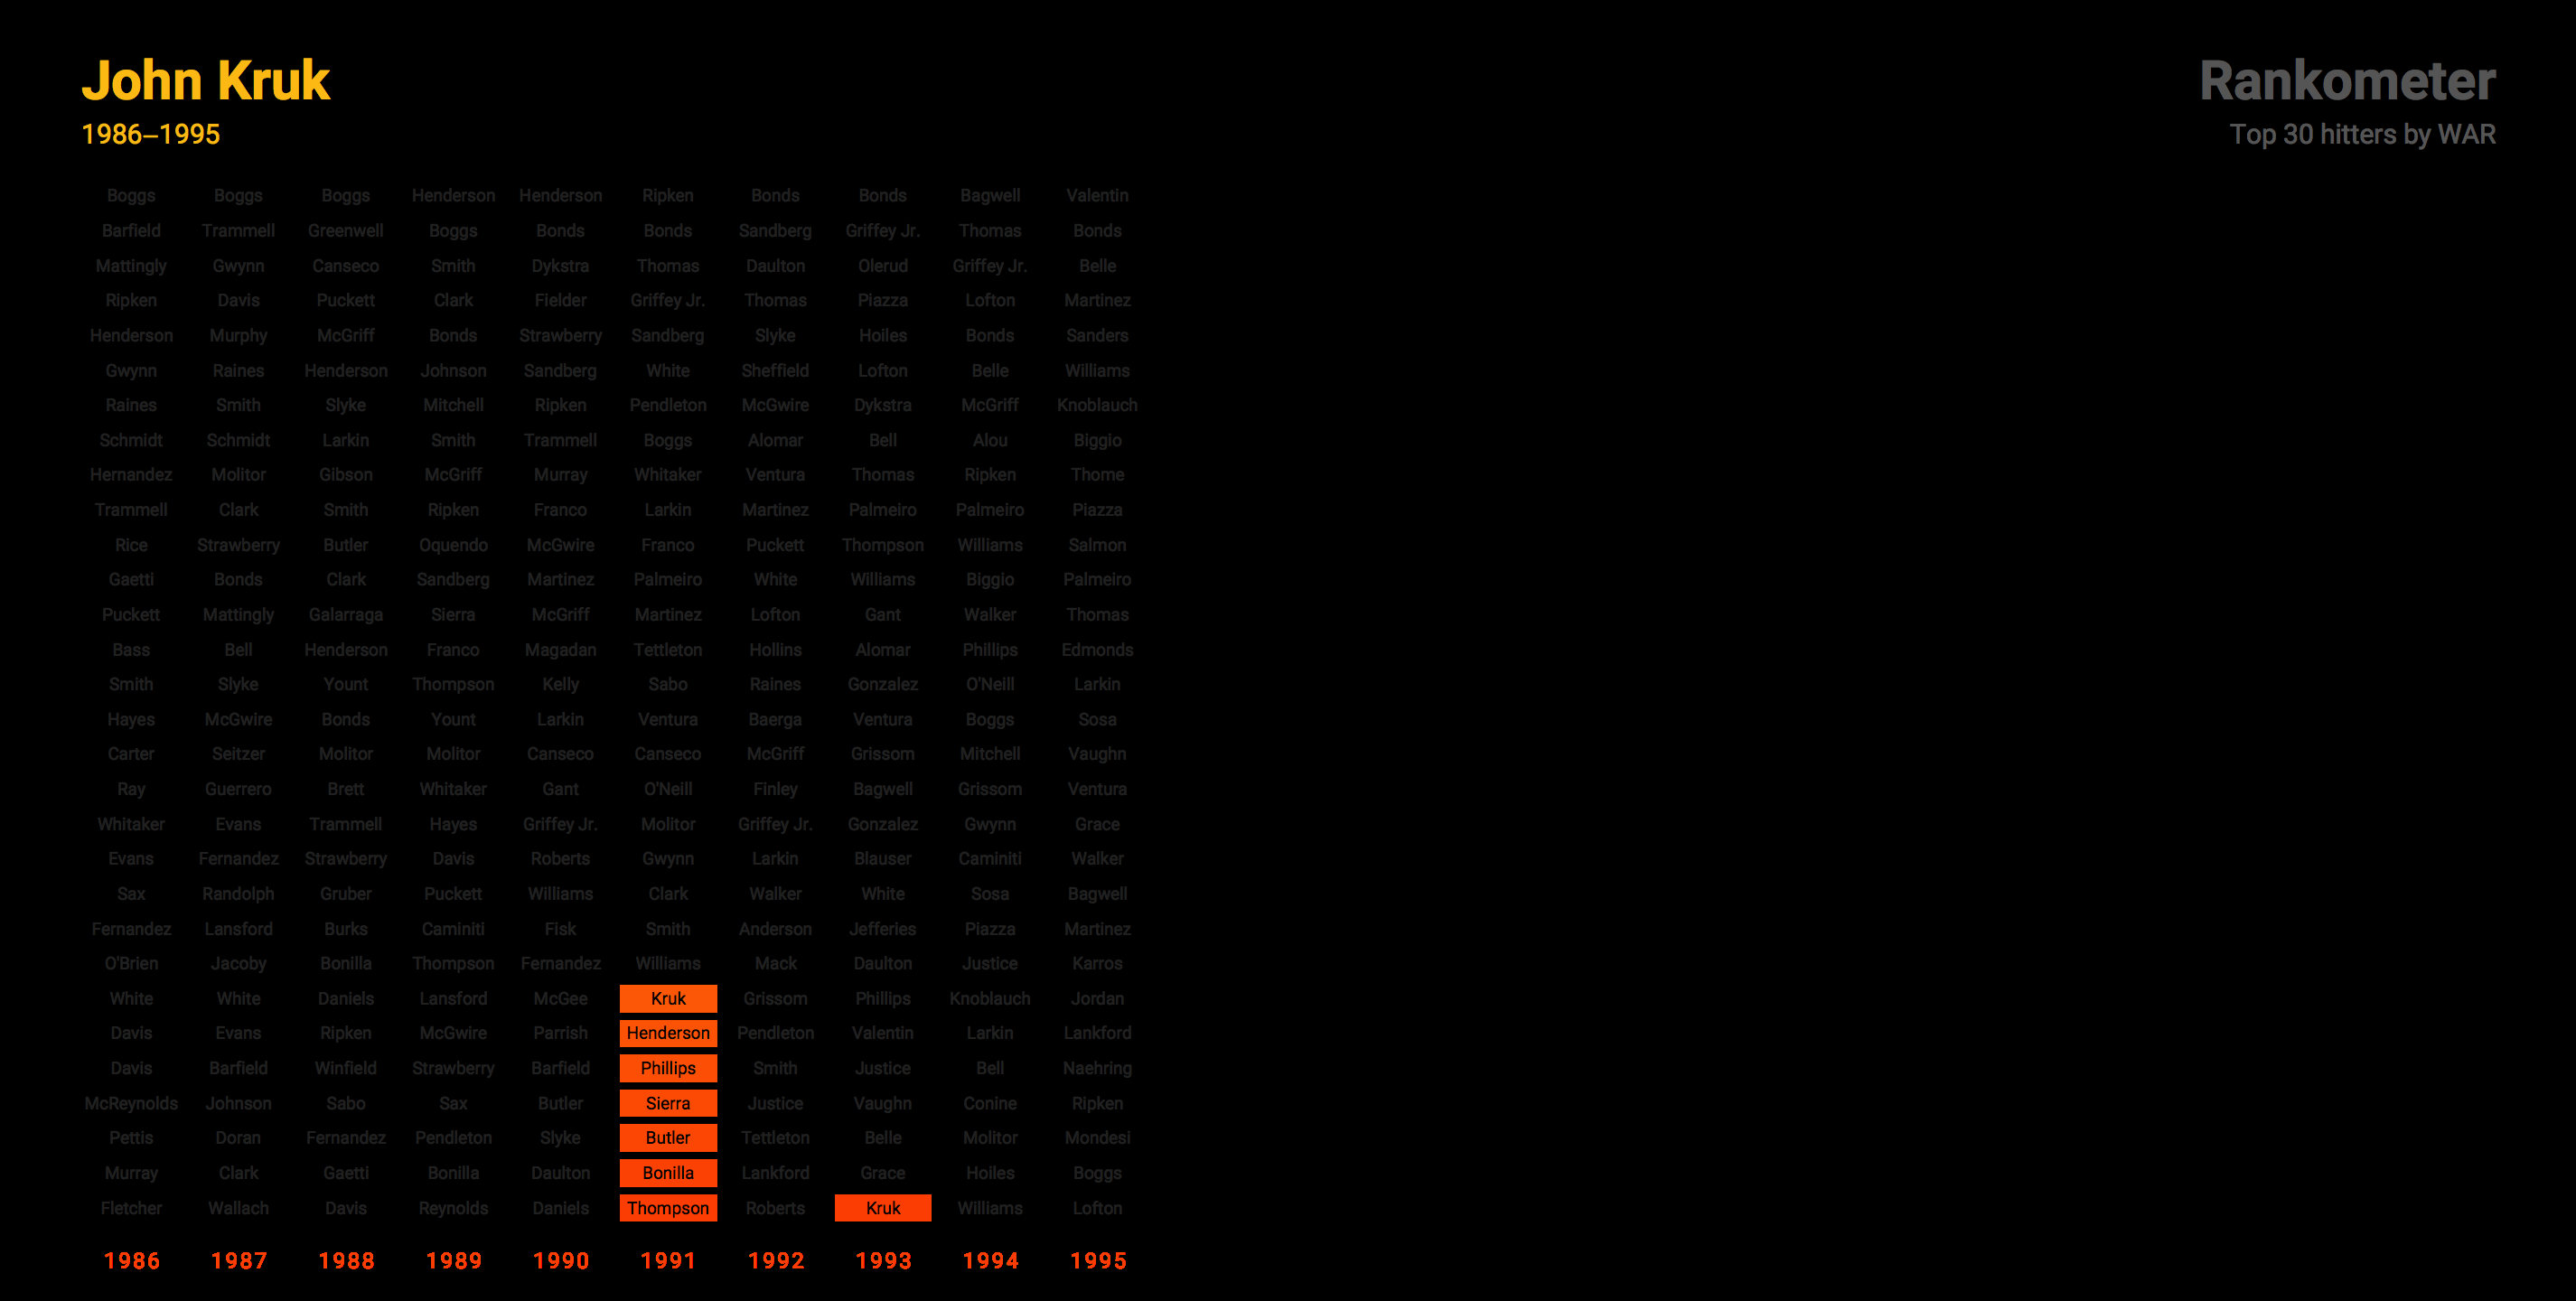 John Kruk
Rankometer
1986–1995
Top 30 hitters by WAR
Boggs Boggs Boggs Henderson Henderson Ripken Bonds Bonds Bagwell Valentin
Barfield Trammell Greenwell Boggs Bonds Bonds Sandberg Griffey Jr. Thomas Bonds
Mattingly Gwynn Canseco Smith Dykstra Thomas Daulton Olerud Griffey Jr. Belle
Ripken Davis Puckett Clark Fielder Griffey Jr. Thomas Piazza Lofton Martinez
Henderson Murphy McGriff Bonds Strawberry Sandberg Slyke Hoiles Bonds Sanders
Gwynn Raines Henderson Johnson Sandberg White Sheffield Lofton Belle Williams
Raines Smith Slyke Mitchell Ripken Pendleton McGwire Dykstra McGriff Knoblauch
Schmidt Schmidt Larkin Smith Trammell Boggs Alomar Bell Alou Biggio
Hernandez Molitor Gibson McGriff Murray Whitaker Ventura Thomas Ripken Thome
Trammell Clark Smith Ripken Franco Larkin Martinez Palmeiro Palmeiro Piazza
Rice Strawberry Butler Oquendo McGwire Franco Puckett Thompson Williams Salmon
Gaetti Bonds Clark Sandberg Martinez Palmeiro White Williams Biggio Palmeiro
Puckett Mattingly Galarraga Sierra McGriff Martinez Lofton Gant Walker Thomas
Bass Bell Henderson Franco Magadan Tettleton Hollins Alomar Phillips Edmonds
Smith Slyke Yount Thompson Kelly Sabo Raines Gonzalez O'Neill Larkin
Hayes McGwire Bonds Yount Larkin Ventura Baerga Ventura Boggs Sosa
Carter Seitzer Molitor Molitor Canseco Canseco McGriff Grissom Mitchell Vaughn
Ray Guerrero Brett Whitaker Gant O'Neill Finley Bagwell Grissom Ventura
Whitaker Evans Trammell Hayes Griffey Jr. Molitor Griffey Jr. Gonzalez Gwynn Grace
Evans Fernandez Strawberry Davis Roberts Gwynn Larkin Blauser Caminiti Walker
Sax Randolph Gruber Puckett Williams Clark Walker White Sosa Bagwell
Fernandez Lansford Burks Caminiti Fisk Smith Anderson Jefferies Piazza Martinez
O'Brien Jacoby Bonilla Thompson Fernandez Williams Mack Daulton Justice Karros
White White Daniels Lansford McGee Kruk Grissom Phillips Knoblauch Jordan
Davis Evans Ripken McGwire Parrish Henderson Pendleton Valentin Larkin Lankford
Davis Barfield Winfield Strawberry Barfield Phillips Smith Justice Bell Naehring
McReynolds Johnson Sabo Sax Butler Sierra Justice Vaughn Conine Ripken
Pettis Doran Fernandez Pendleton Slyke Butler Tettleton Belle Molitor Mondesi
Murray Clark Gaetti Bonilla Daulton Bonilla Lankford Grace Hoiles Boggs
Fletcher Wallach Davis Reynolds Daniels Thompson Roberts Kruk Williams Lofton
1986 1987 1988 1989 1990 1991 1992 1993 1994 1995